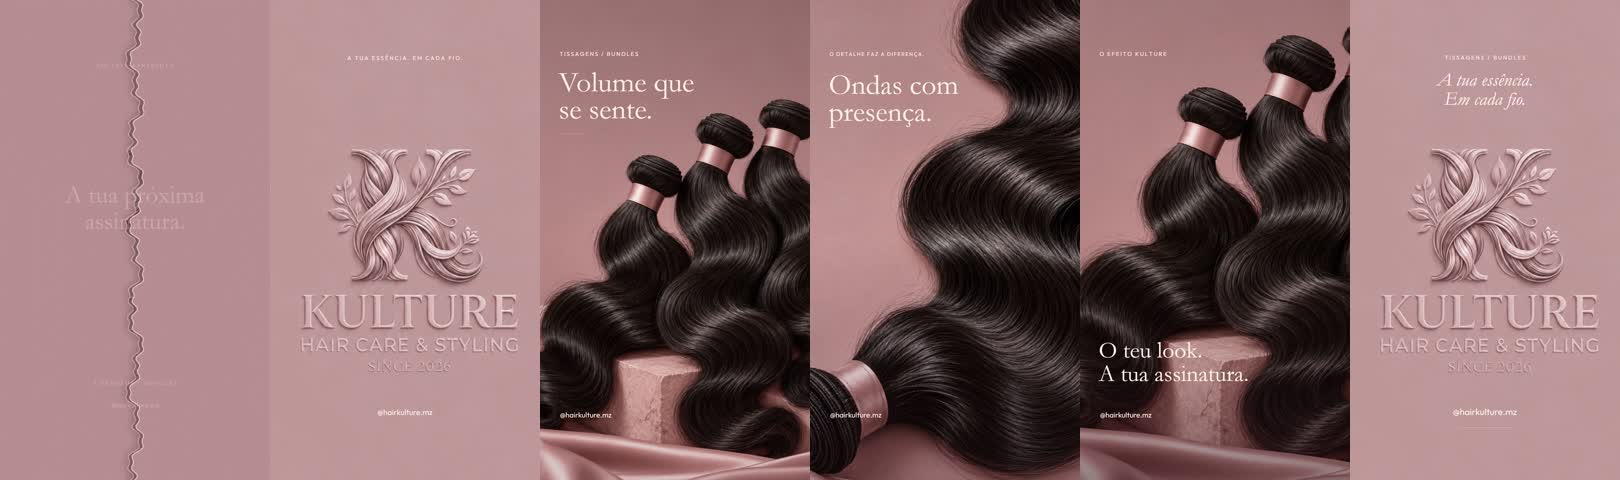 A tua próxima
assinatura.
A TUA ESSÊNCIA. EM CADA FIO.
K
KULTURE
HAIR CARE & STYLING
SINCE 2026
@hairkulture.mz
TISSAGENS / BUNDLES
Volume que
se sente.
@hairkulture.mz
O DETALHE FAZ A DIFERENÇA.
Ondas com
presença.
@hairkulture.mz
O EFEITO KULTURE
O teu look.
A tua assinatura.
@hairkulture.mz
TISSAGENS / BUNDLES
A tua essência.
Em cada fio.
K
KULTURE
HAIR CARE & STYLING
SINCE 2026
@hairkulture.mz